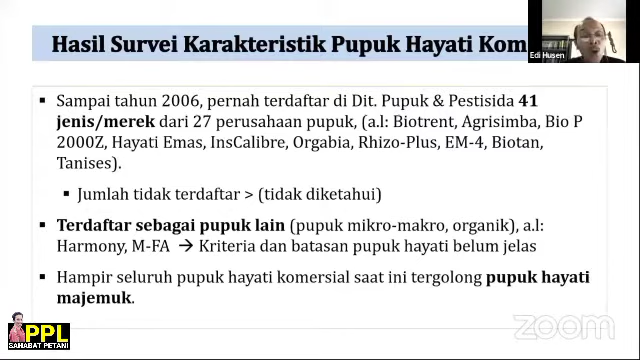 Hasil Survei Karakteristik Pupuk Hayati Kom
Edi Husen
▪ Sampai tahun 2006, pernah terdaftar di Dit. Pupuk & Pestisida 41
jenis/merek dari 27 perusahaan pupuk, (a.l: Biotrent, Agrisimba, Bio P
2000Z, Hayati Emas, InsCalibre, Orgabia, Rhizo-Plus, EM-4, Biotan,
Tanises).
▪ Jumlah tidak terdaftar > (tidak diketahui)
▪ Terdaftar sebagai pupuk lain (pupuk mikro-makro, organik), a.l:
Harmony, M-FA → Kriteria dan batasan pupuk hayati belum jelas
▪ Hampir seluruh pupuk hayati komersial saat ini tergolong pupuk hayati
majemuk.
PPL
SAHABAT PETANI
zoom